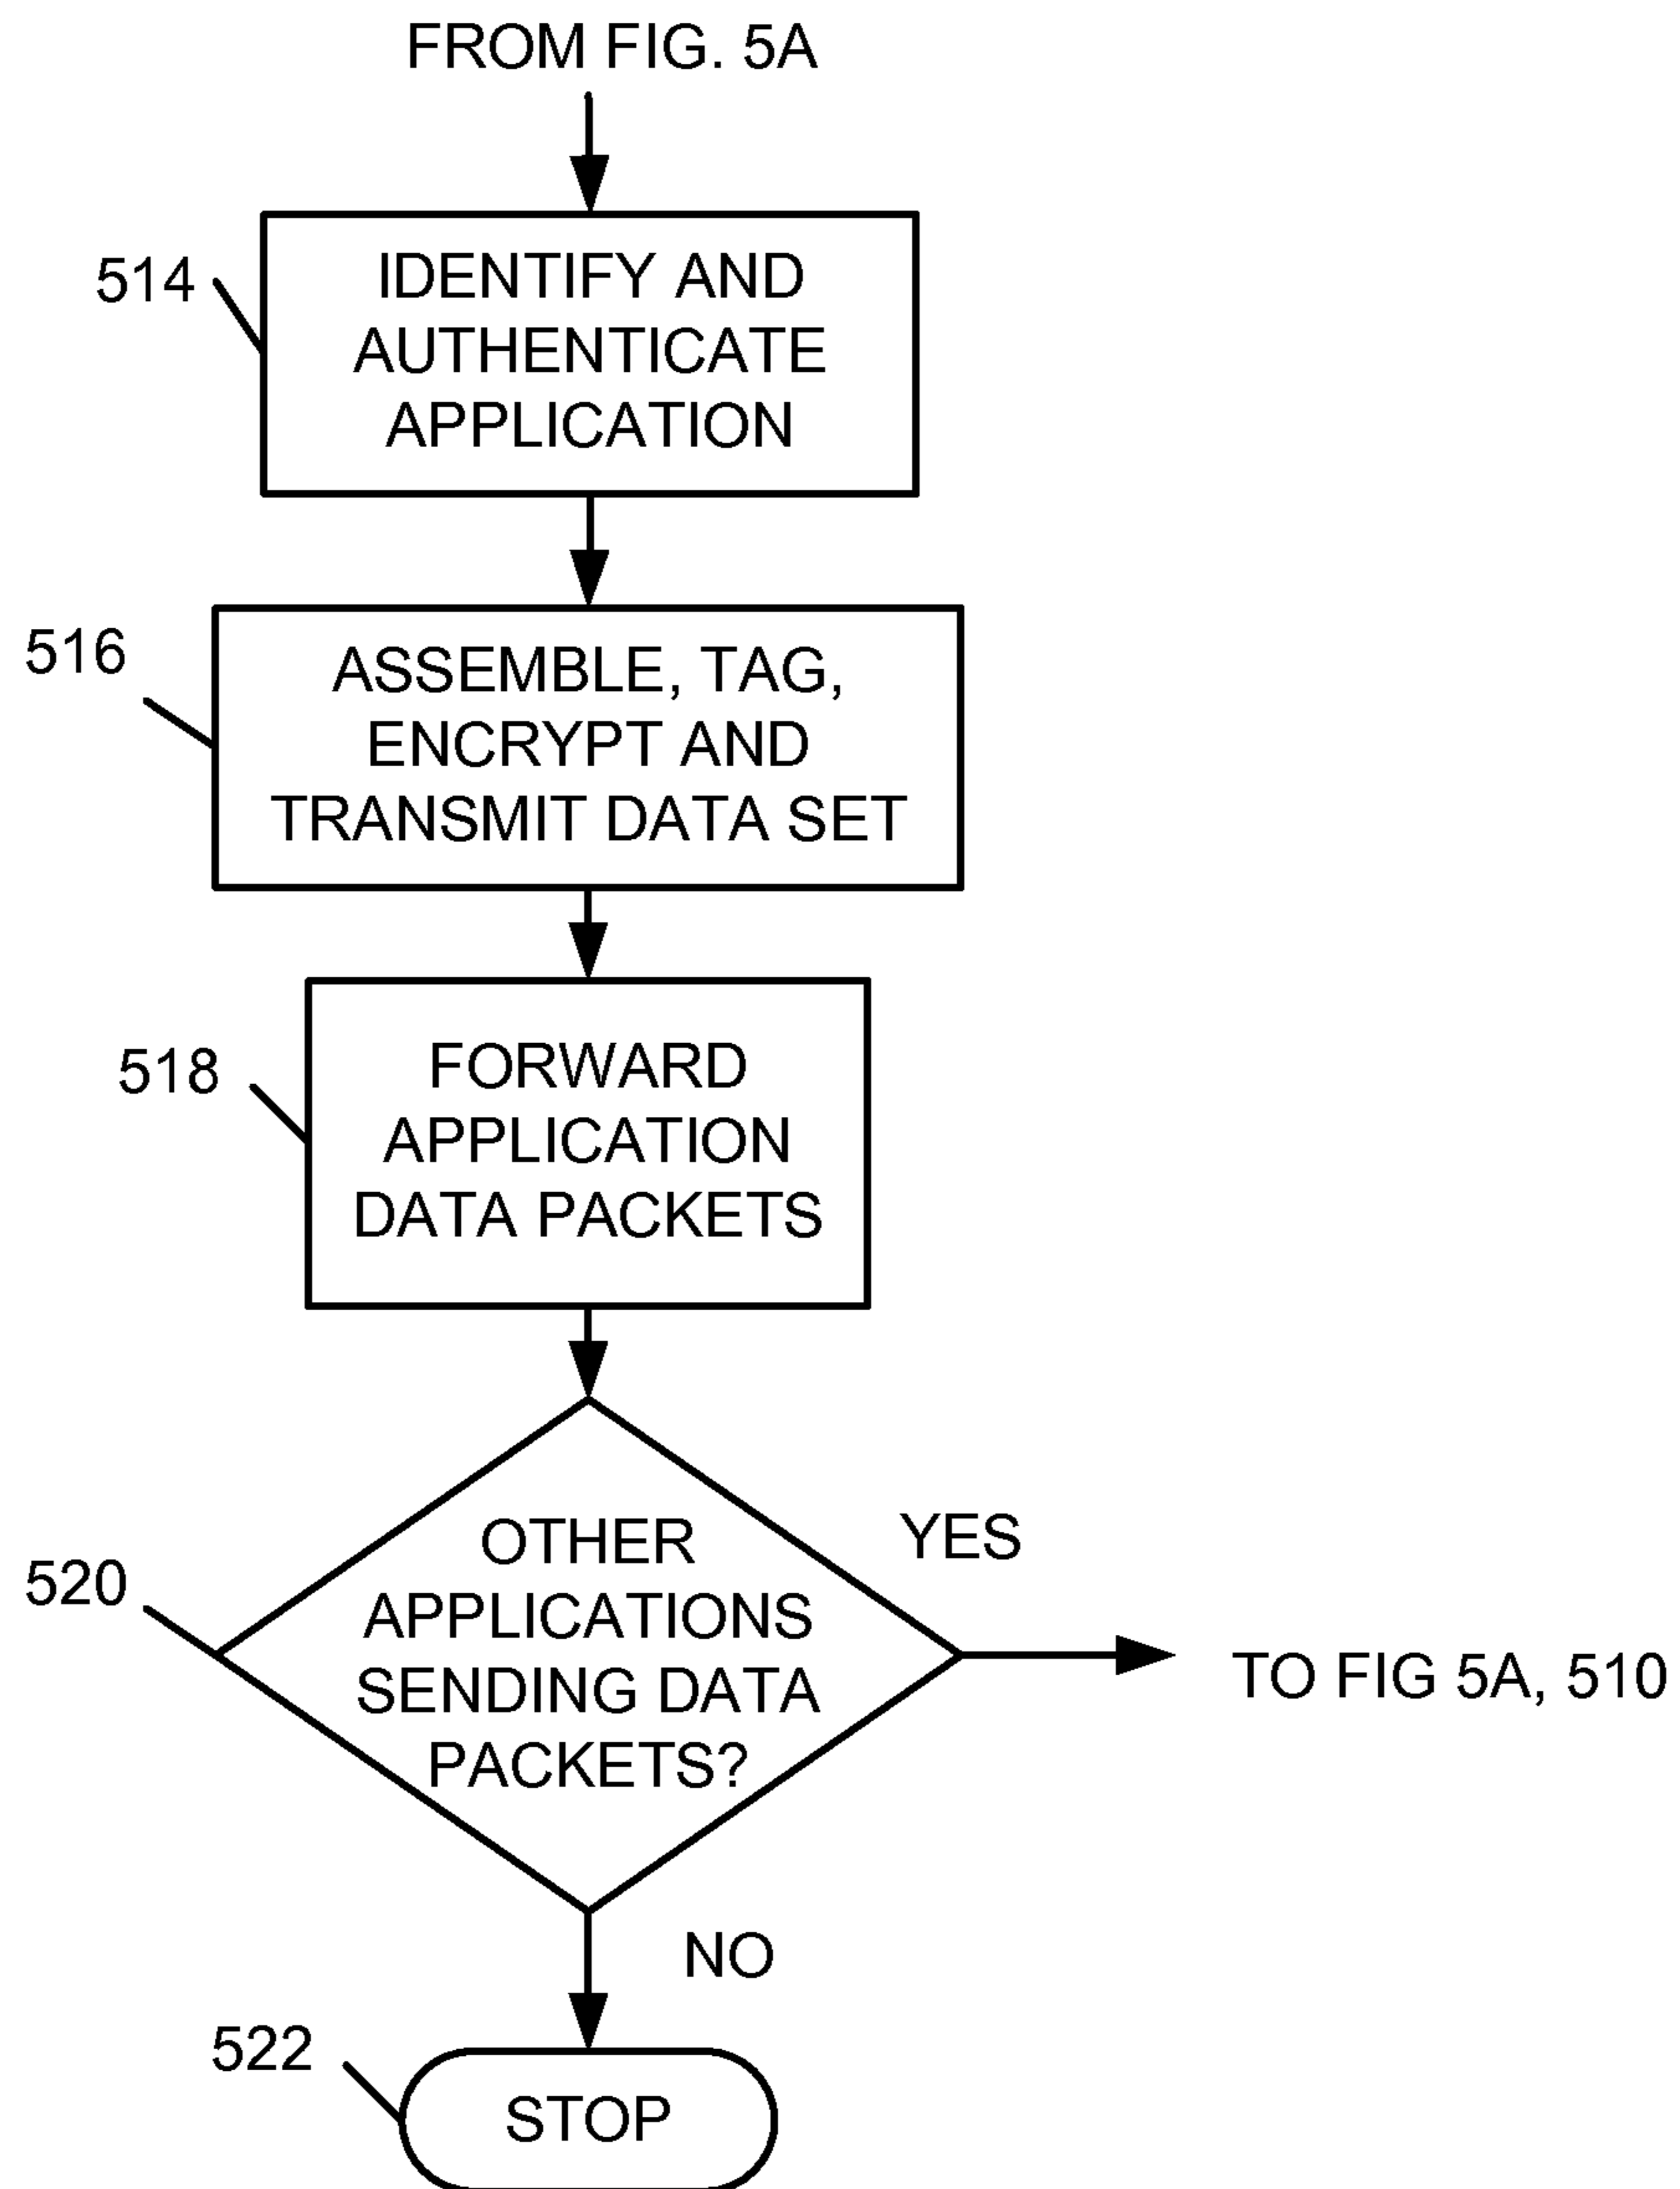 FROM FIG. 5A
514
IDENTIFY AND
AUTHENTICATE
APPLICATION
516
ASSEMBLE, TAG,
ENCRYPT AND
TRANSMIT DATA SET
518
FORWARD
APPLICATION
DATA PACKETS
520
OTHER
APPLICATIONS
SENDING DATA
PACKETS?
YES
TO FIG 5A, 510
NO
522
STOP